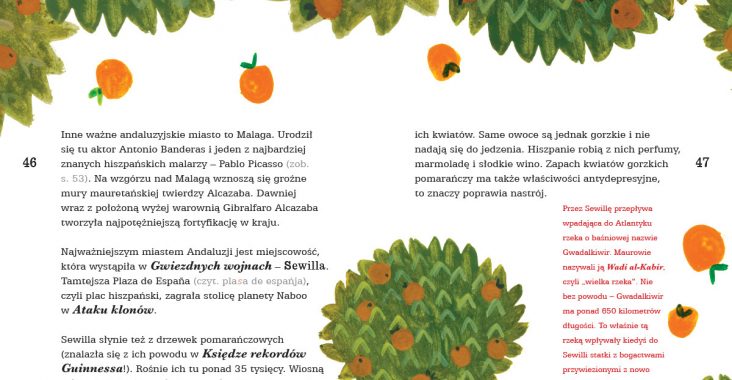 46
Inne ważne andaluzyjskie miasto to Malaga. Urodził
się tu aktor Antonio Banderas i jeden z najbardziej
znanych hiszpańskich malarzy – Pablo Picasso (zob.
s. 53). Na wzgórzu nad Malagą wznoszą się groźne
mury mauretańskiej twierdzy Alcazaba. Dawniej
wraz z położoną wyżej warownią Gibralfaro Alcazaba
tworzyła najpotężniejszą fortyfikację w kraju.
Najważniejszym miastem Andaluzji jest miejscowość,
która wystąpiła w Gwiezdnych wojnach – Sewilla.
Tamtejsza Plaza de España (czyt. plasa de espańja),
czyli plac hiszpański, zagrała stolicę planety Naboo
w Ataku klonów.
Sewilla słynie też z drzewek pomarańczowych
(znalazła się z ich powodu w Księdze rekordów
Guinnessa!). Rośnie ich tu ponad 35 tysięcy. Wiosną
ich kwiatów. Same owoce są jednak gorzkie i nie
nadają się do jedzenia. Hiszpanie robią z nich perfumy,
marmoladę i słodkie wino. Zapach kwiatów gorzkich
pomarańczy ma także właściwości antydepresyjne,
to znaczy poprawia nastrój.
47
Przez Sewillę przepływa
wpadająca do Atlantyku
rzeka o baśniowej nazwie
Gwadalkiwir. Maurowie
nazywali ją Wadi al-Kabir,
czyli „wielka rzeka”. Nie
bez powodu – Gwadalkiwir
ma ponad 650 kilometrów
długości. To właśnie tą
rzeką wpływały kiedyś do
Sewilli statki z bogactwami
przywiezionymi z nowo